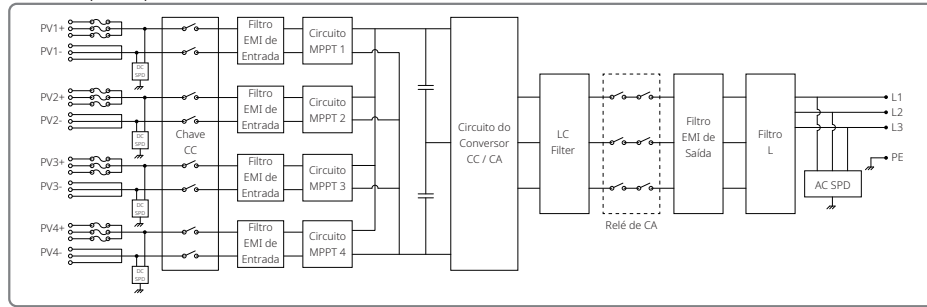 PV1+
PV1-
DC
SPD
Filtro
EMI de
Entrada
Circuito
MPPT 1
PV2+
PV2-
DC
SPD
Filtro
EMI de
Entrada
Circuito
MPPT 2
Chave
CC
PV3+
PV3-
DC
SPD
Filtro
EMI de
Entrada
Circuito
MPPT 3
PV4+
PV4-
DC
SPD
Filtro
EMI de
Entrada
Circuito
MPPT 4
Circuito do
Conversor
CC / CA
LC
Filter
Relé de CA
Filtro
EMI de
Saída
Filtro
L
L1
L2
L3
PE
AC SPD